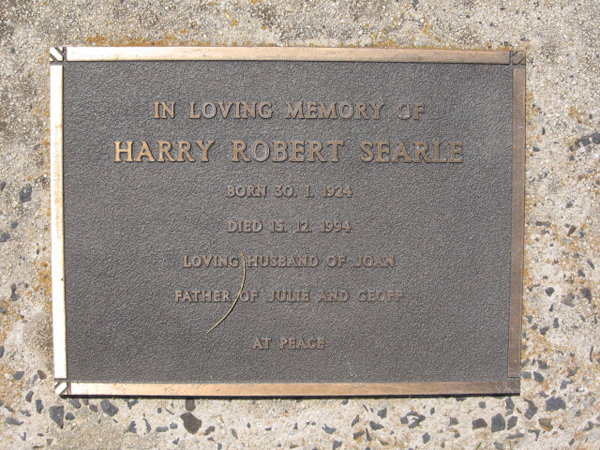 IN LOVING MEMORY OF
HARRY ROBERT SEARLE
BORN 30. 1. 1924
DIED 15. 12. 1994
LOVING HUSBAND OF JOAN
FATHER OF JULIE AND GEOFF
AT PEACE